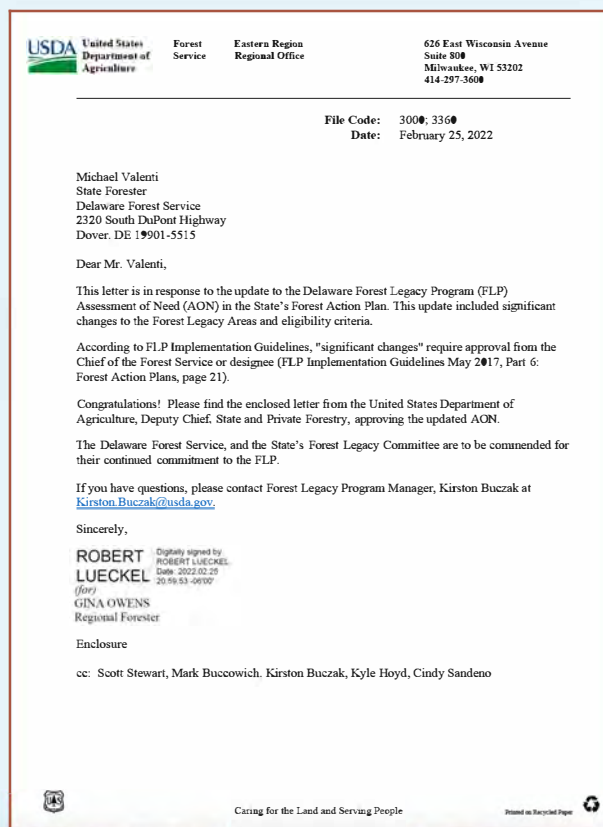 USDA United States Department of Agriculture
Forest Service
Eastern Region Regional Office
626 East Wisconsin Avenue
Suite 800
Milwaukee, WI 53202
414-297-3600
File Code: 3000; 3360
Date: February 25, 2022
Michael Valenti
State Forester
Delaware Forest Service
2320 South DuPont Highway
Dover. DE 19901-5515
Dear Mr. Valenti,
This letter is in response to the update to the Delaware Forest Legacy Program (FLP)
Assessment of Need (AON) in the State's Forest Action Plan. This update included significant
changes to the Forest Legacy Areas and eligibility criteria.
According to FLP Implementation Guidelines, "significant changes" require approval from the
Chief of the Forest Service or designee (FLP Implementation Guidelines May 2017, Part 6:
Forest Action Plans, page 21).
Congratulations! Please find the enclosed letter from the United States Department of
Agriculture, Deputy Chief, State and Private Forestry, approving the updated AON.
The Delaware Forest Service, and the State's Forest Legacy Committee are to be commended for
their continued commitment to the FLP.
If you have questions, please contact Forest Legacy Program Manager, Kirston Buczak at
Kirston.Buczak@usda.gov.
Sincerely,
ROBERT
LUECKEL
Digitally signed by
ROBERT LUECKEL
Date: 2022.02.25
20:59:53 -06'00'
(for)
GINA OWENS
Regional Forester
Enclosure
cc: Scott Stewart, Mark Buccowich. Kirston Buczak, Kyle Hoyd, Cindy Sandeno
Caring for the Land and Serving People
Printed on Recycled Paper